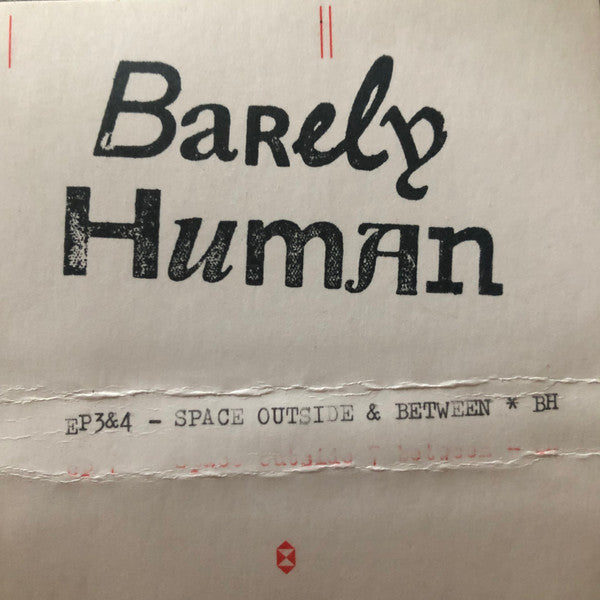 BaRely
HumAn
EP3&4 - SPACE OUTSIDE & BETWEEN * BH